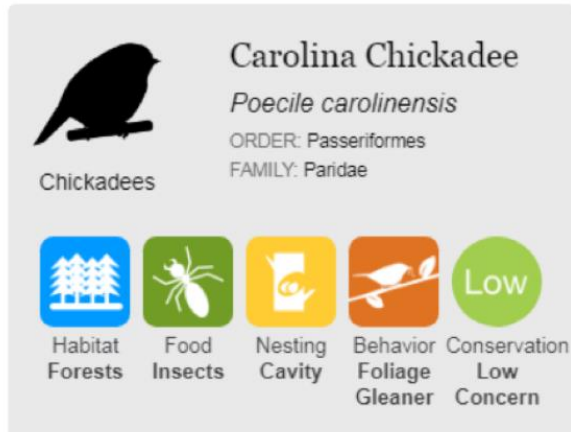 Carolina Chickadee
Poecile carolinensis
ORDER: Passeriformes
FAMILY: Paridae
Chickadees
Low
Habitat
Forests
Food
Insects
Nesting
Cavity
Behavior
Foliage
Gleaner
Conservation
Low
Concern